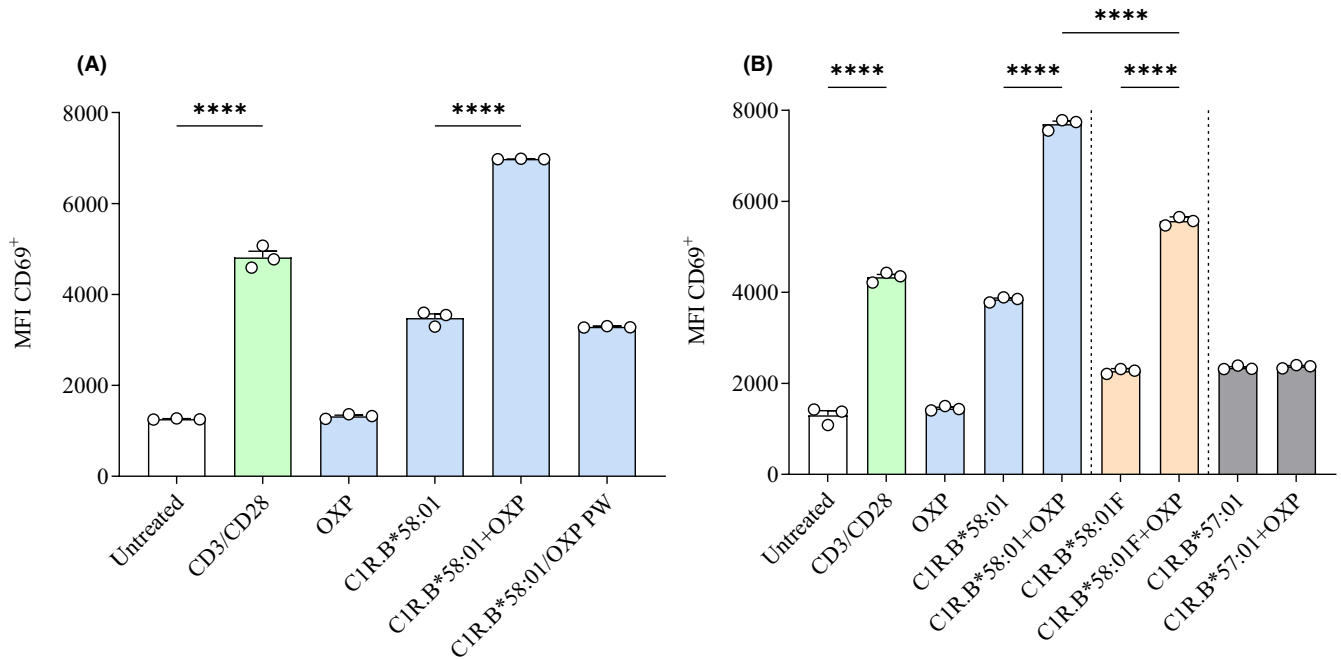 (A)
****
****
8000
6000
4000
2000
0
MFI CD69+
Untreated
CD3/CD28
OXP
C1R.B*58:01
C1R.B*58:01+OXP
C1R.B*58:01/OXP PW
(B)
****
****
****
****
8000
6000
4000
2000
0
MFI CD69+
Untreated
CD3/CD28
OXP
C1R.B*58:01
C1R.B*58:01+OXP
C1R.B*58:01F
C1R.B*58:01F+OXP
C1R.B*57:01
C1R.B*57:01+OXP